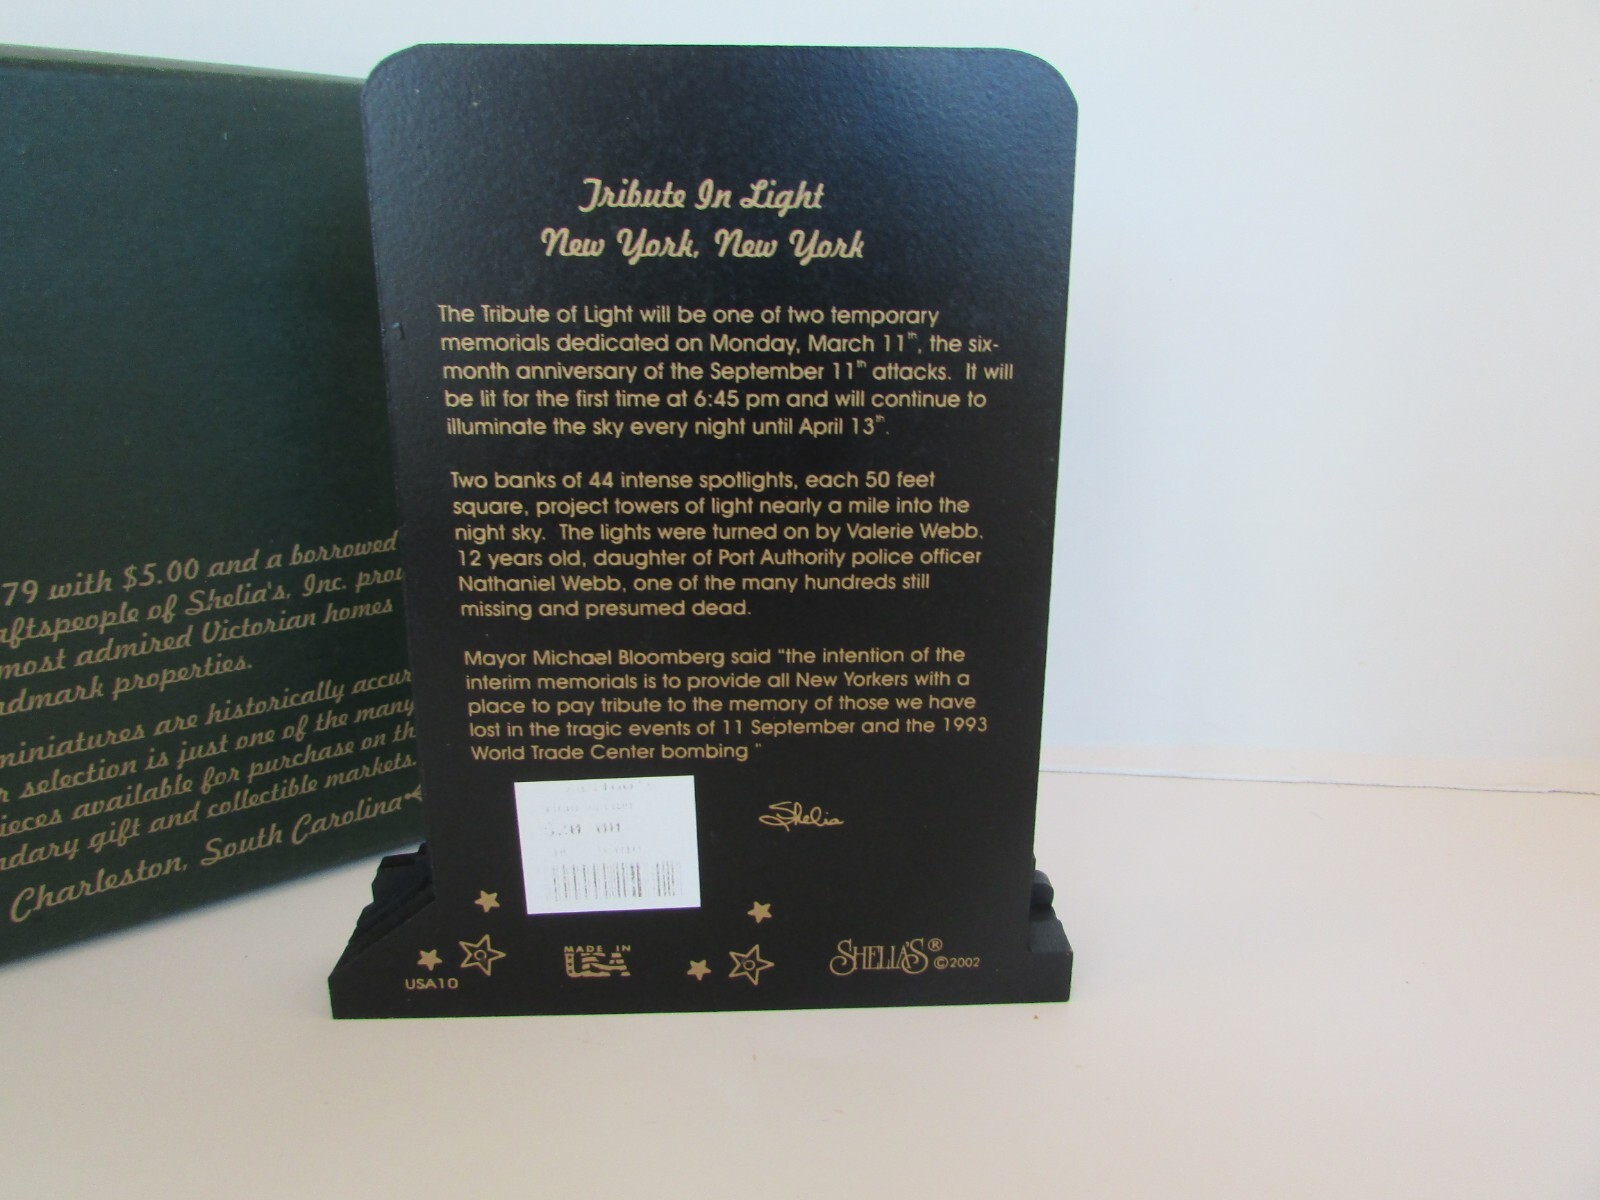 Tribute In Light
New York, New York
The Tribute of Light will be one of two temporary
memorials dedicated on Monday, March 11th, the six-
month anniversary of the September 11th attacks. It will
be lit for the first time at 6:45 pm and will continue to
illuminate the sky every night until April 13th.
Two banks of 44 intense spotlights, each 50 feet
square, project towers of light nearly a mile into the
night sky. The lights were turned on by Valerie Webb,
12 years old, daughter of Port Authority police officer
Nathaniel Webb, one of the many hundreds still
missing and presumed dead.
Mayor Michael Bloomberg said "the intention of the
interim memorials is to provide all New Yorkers with a
place to pay tribute to the memory of those we have
lost in the tragic events of 11 September and the 1993
World Trade Center bombing "
Shelia
MADE IN
USA10
SHELIA'S® ©2002
79 with $5.00 and a borrowed
aftspeople of Shelia's, Inc. prou
most admired Victorian homes
ndmark properties.
miniatures are historically accur
r selection is just one of the many
ieces available for purchase on th
ndary gift and collectible markets.
Charleston, South Carolina